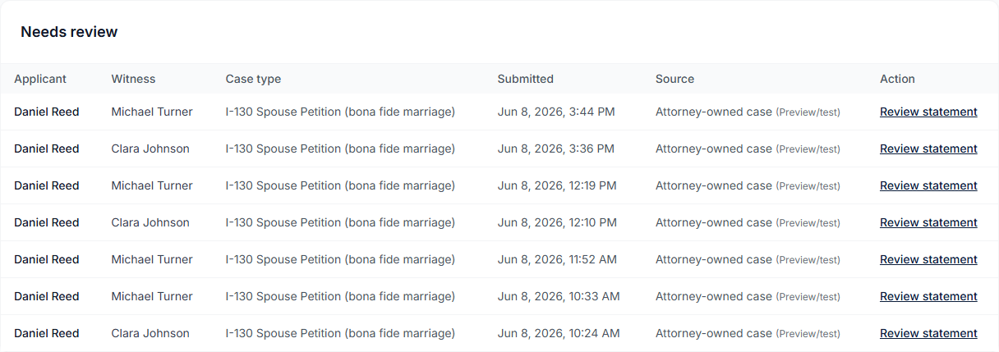 Needs review
Applicant Witness Case type Submitted Source Action
Daniel Reed Michael Turner I-130 Spouse Petition (bona fide marriage) Jun 8, 2026, 3:44 PM Attorney-owned case (Preview/test) Review statement
Daniel Reed Clara Johnson I-130 Spouse Petition (bona fide marriage) Jun 8, 2026, 3:36 PM Attorney-owned case (Preview/test) Review statement
Daniel Reed Michael Turner I-130 Spouse Petition (bona fide marriage) Jun 8, 2026, 12:19 PM Attorney-owned case (Preview/test) Review statement
Daniel Reed Clara Johnson I-130 Spouse Petition (bona fide marriage) Jun 8, 2026, 12:10 PM Attorney-owned case (Preview/test) Review statement
Daniel Reed Michael Turner I-130 Spouse Petition (bona fide marriage) Jun 8, 2026, 11:52 AM Attorney-owned case (Preview/test) Review statement
Daniel Reed Michael Turner I-130 Spouse Petition (bona fide marriage) Jun 8, 2026, 10:33 AM Attorney-owned case (Preview/test) Review statement
Daniel Reed Clara Johnson I-130 Spouse Petition (bona fide marriage) Jun 8, 2026, 10:24 AM Attorney-owned case (Preview/test) Review statement